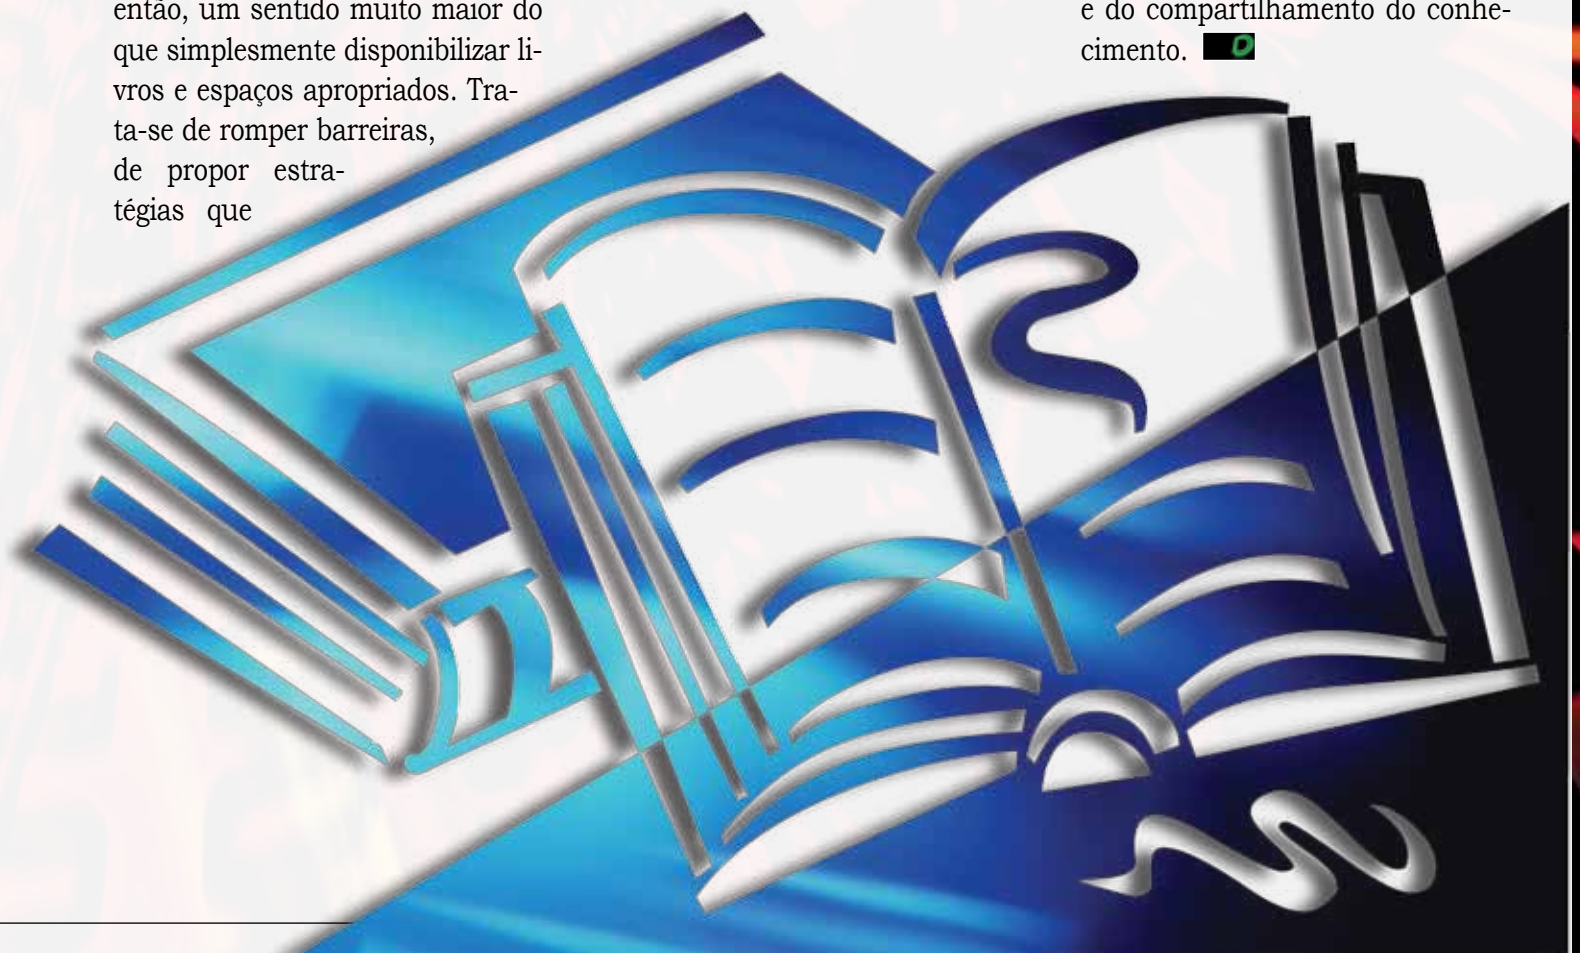 então, um sentido muito maior do
que simplesmente disponibilizar li-
vros e espaços apropriados. Tra-
ta-se de romper barreiras,
de propor estra-
tégias que
e do compartilhamento do conhe-
cimento. D